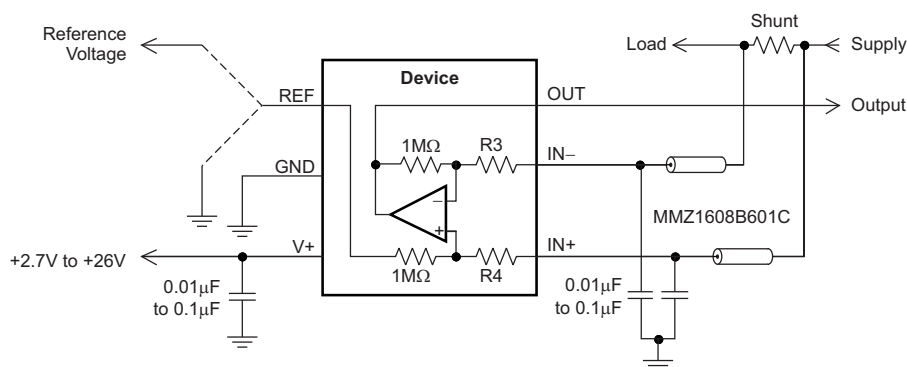 Shunt
Reference
Voltage
Load
Supply
Device
REF
OUT
Output
1MΩ
R3
IN−
GND
−
MMZ1608B601C
+
V+
IN+
+2.7V to +26V
1MΩ
R4
0.01μF
to 0.1μF
0.01μF
to 0.1μF